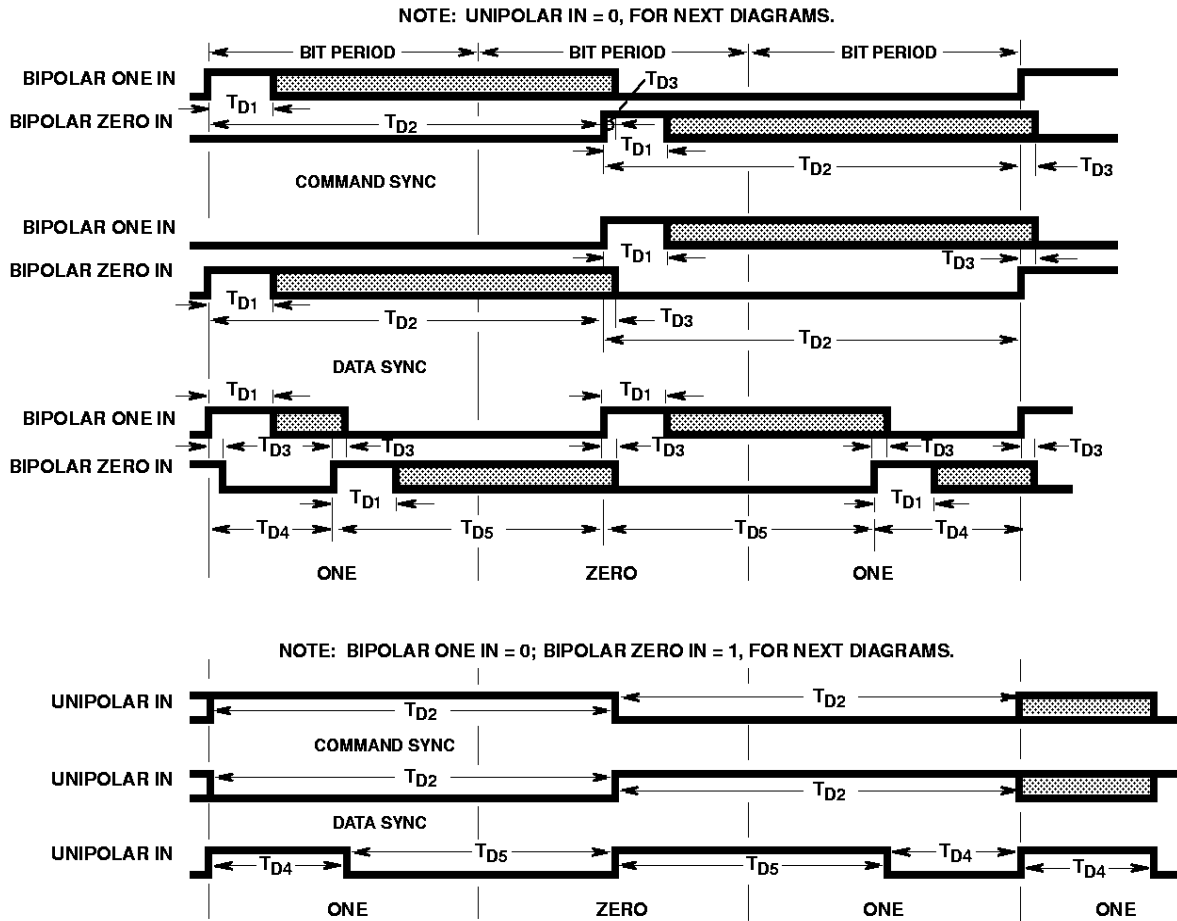 NOTE: UNIPOLAR IN = 0, FOR NEXT DIAGRAMS.
BIT PERIOD BIT PERIOD BIT PERIOD
BIPOLAR ONE IN
TD3
TD1
BIPOLAR ZERO IN
TD2
TD1
TD2
TD3
COMMAND SYNC
BIPOLAR ONE IN
TD1
TD3
BIPOLAR ZERO IN
TD1
TD2
TD3
TD2
DATA SYNC
TD1 TD1
BIPOLAR ONE IN
TD3 TD3 TD3 TD3 TD3
BIPOLAR ZERO IN
TD1 TD1
TD4 TD5 TD5 TD4
ONE ZERO ONE
NOTE: BIPOLAR ONE IN = 0; BIPOLAR ZERO IN = 1, FOR NEXT DIAGRAMS.
UNIPOLAR IN
TD2 TD2
COMMAND SYNC
UNIPOLAR IN
TD2 TD2
DATA SYNC
UNIPOLAR IN
TD4 TD5 TD5 TD4 TD4
ONE ZERO ONE ONE